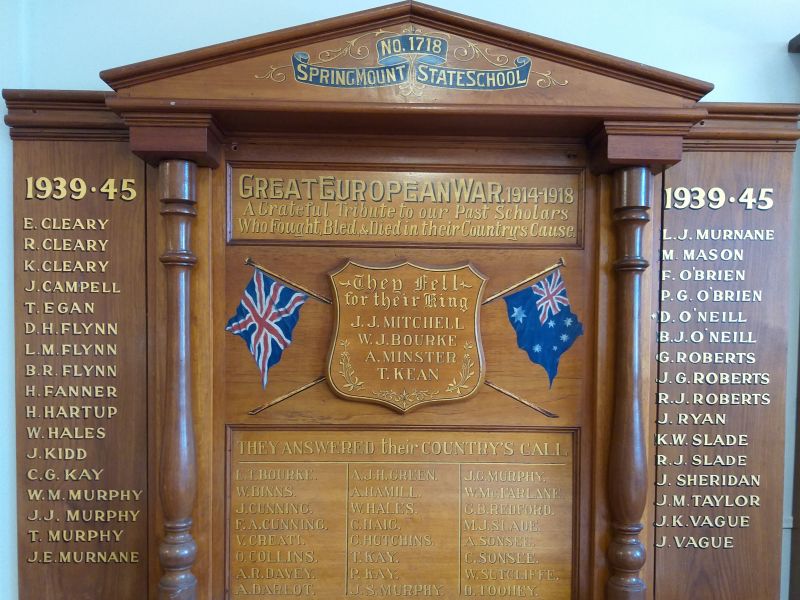 No. 1718
SPRINGMOUNT STATE SCHOOL
1939·45
E. CLEARY
R. CLEARY
K. CLEARY
J. CAMPELL
T. EGAN
D.H. FLYNN
L.M. FLYNN
B.R. FLYNN
H. FANNER
H. HARTUP
W. HALES
J. KIDD
C.G. KAY
W.M. MURPHY
J.J. MURPHY
T. MURPHY
J.E. MURNANE
GREAT EUROPEAN WAR. 1914-1918
A Grateful Tribute to our Past Scholars
Who Fought, Bled, & Died in their Country's Cause.
They Fell
for their King
J. J. MITCHELL
W. J. BOURKE
A. MINSTER
T. KEAN
THEY ANSWERED their COUNTRY'S CALL
L.T. BOURKE.
W. BINNS.
J. CUNNING.
F. A. CUNNING.
V. CREATI.
O. COLLINS.
A. R. DAVEY.
A. DARLOT.
A.J.H. GREEN.
A. HAMILL.
W. HALES.
C. HAIG.
C. HUTCHINS.
T. KAY.
P. KAY.
J. S. MURPHY.
J. C. MURPHY.
W. McFARLANE.
G. B. REDFORD.
M. J. SLADE.
A. SONSEE.
C. SONSEE.
W. SUTCLIFFE.
D. TOOHEY.
1939·45
L.J. MURNANE
M. MASON
F. O'BRIEN
P.G. O'BRIEN
D. O'NEILL
B.J. O'NEILL
G. ROBERTS
J.G. ROBERTS
R.J. ROBERTS
J. RYAN
K.W. SLADE
R.J. SLADE
J. SHERIDAN
J.M. TAYLOR
J.K. VAGUE
J. VAGUE